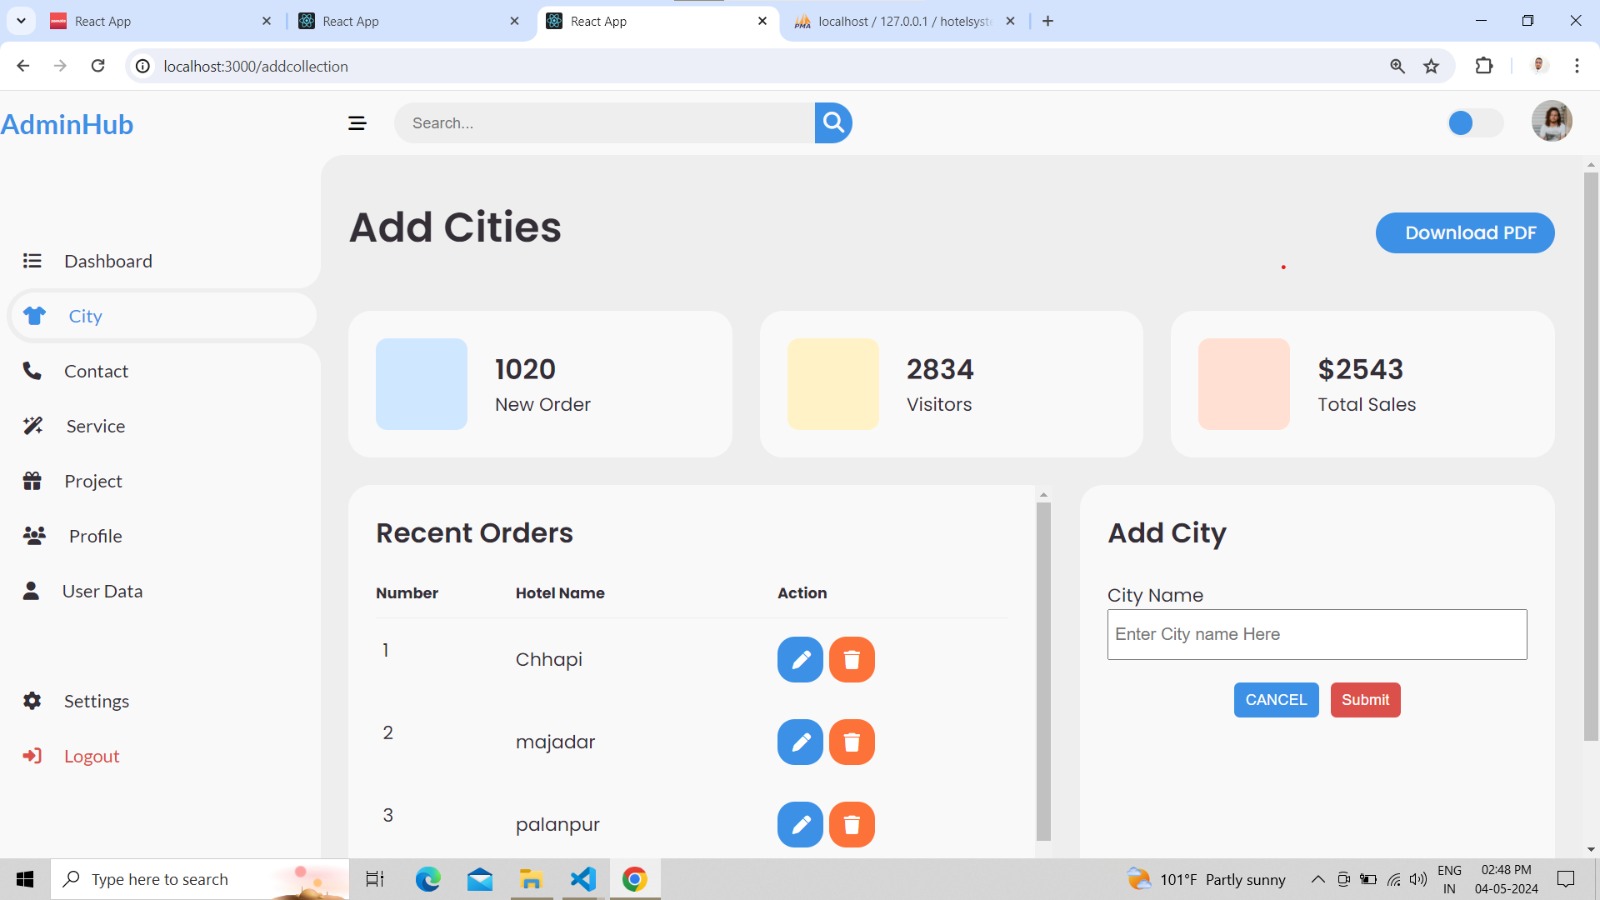 React App
React App
React App
localhost / 127.0.0.1 / hotelsyst
localhost:3000/addcollection
AdminHub
Search...
Add Cities
Download PDF
Dashboard
City
Contact
Service
Project
Profile
User Data
Settings
Logout
1020
New Order
2834
Visitors
$2543
Total Sales
Recent Orders
Number Hotel Name Action
1 Chhapi
2 majadar
3 palanpur
Add City
City Name
Enter City name Here
CANCEL Submit
Type here to search
101°F Partly sunny
ENG
IN
02:48 PM
04-05-2024